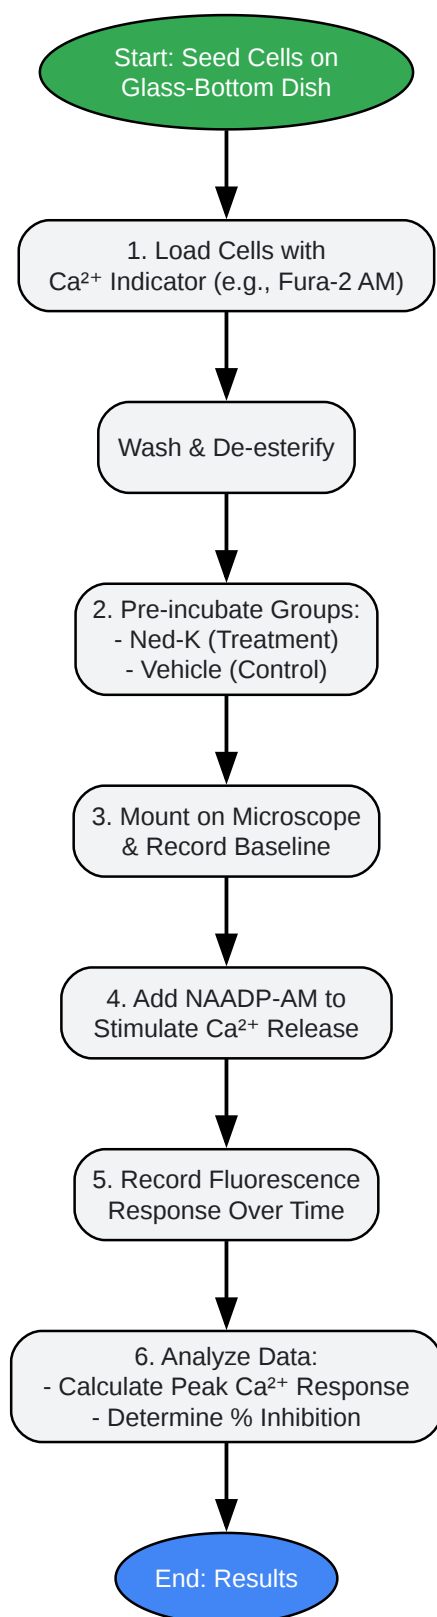 Start: Seed Cells on
Glass-Bottom Dish
1. Load Cells with
Ca²⁺ Indicator (e.g., Fura-2 AM)
Wash & De-esterify
2. Pre-incubate Groups:
- Ned-K (Treatment)
- Vehicle (Control)
3. Mount on Microscope
& Record Baseline
4. Add NAADP-AM to
Stimulate Ca²⁺ Release
5. Record Fluorescence
Response Over Time
6. Analyze Data:
- Calculate Peak Ca²⁺ Response
- Determine % Inhibition
End: Results